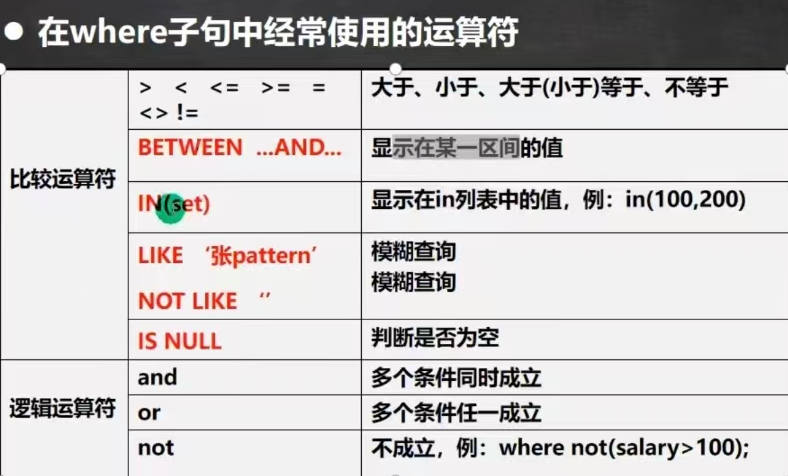 ● 在where子句中经常使用的运算符
比较运算符
> < <= >= =
<> !=
大于、小于、大于(小于)等于、不等于
BETWEEN ...AND...
显示在某一区间的值
IN(set)
显示在in列表中的值，例：in(100,200)
LIKE ‘张pattern’
模糊查询
NOT LIKE ‘’
模糊查询
IS NULL
判断是否为空
逻辑运算符
and
多个条件同时成立
or
多个条件任一成立
not
不成立，例：where not(salary>100);